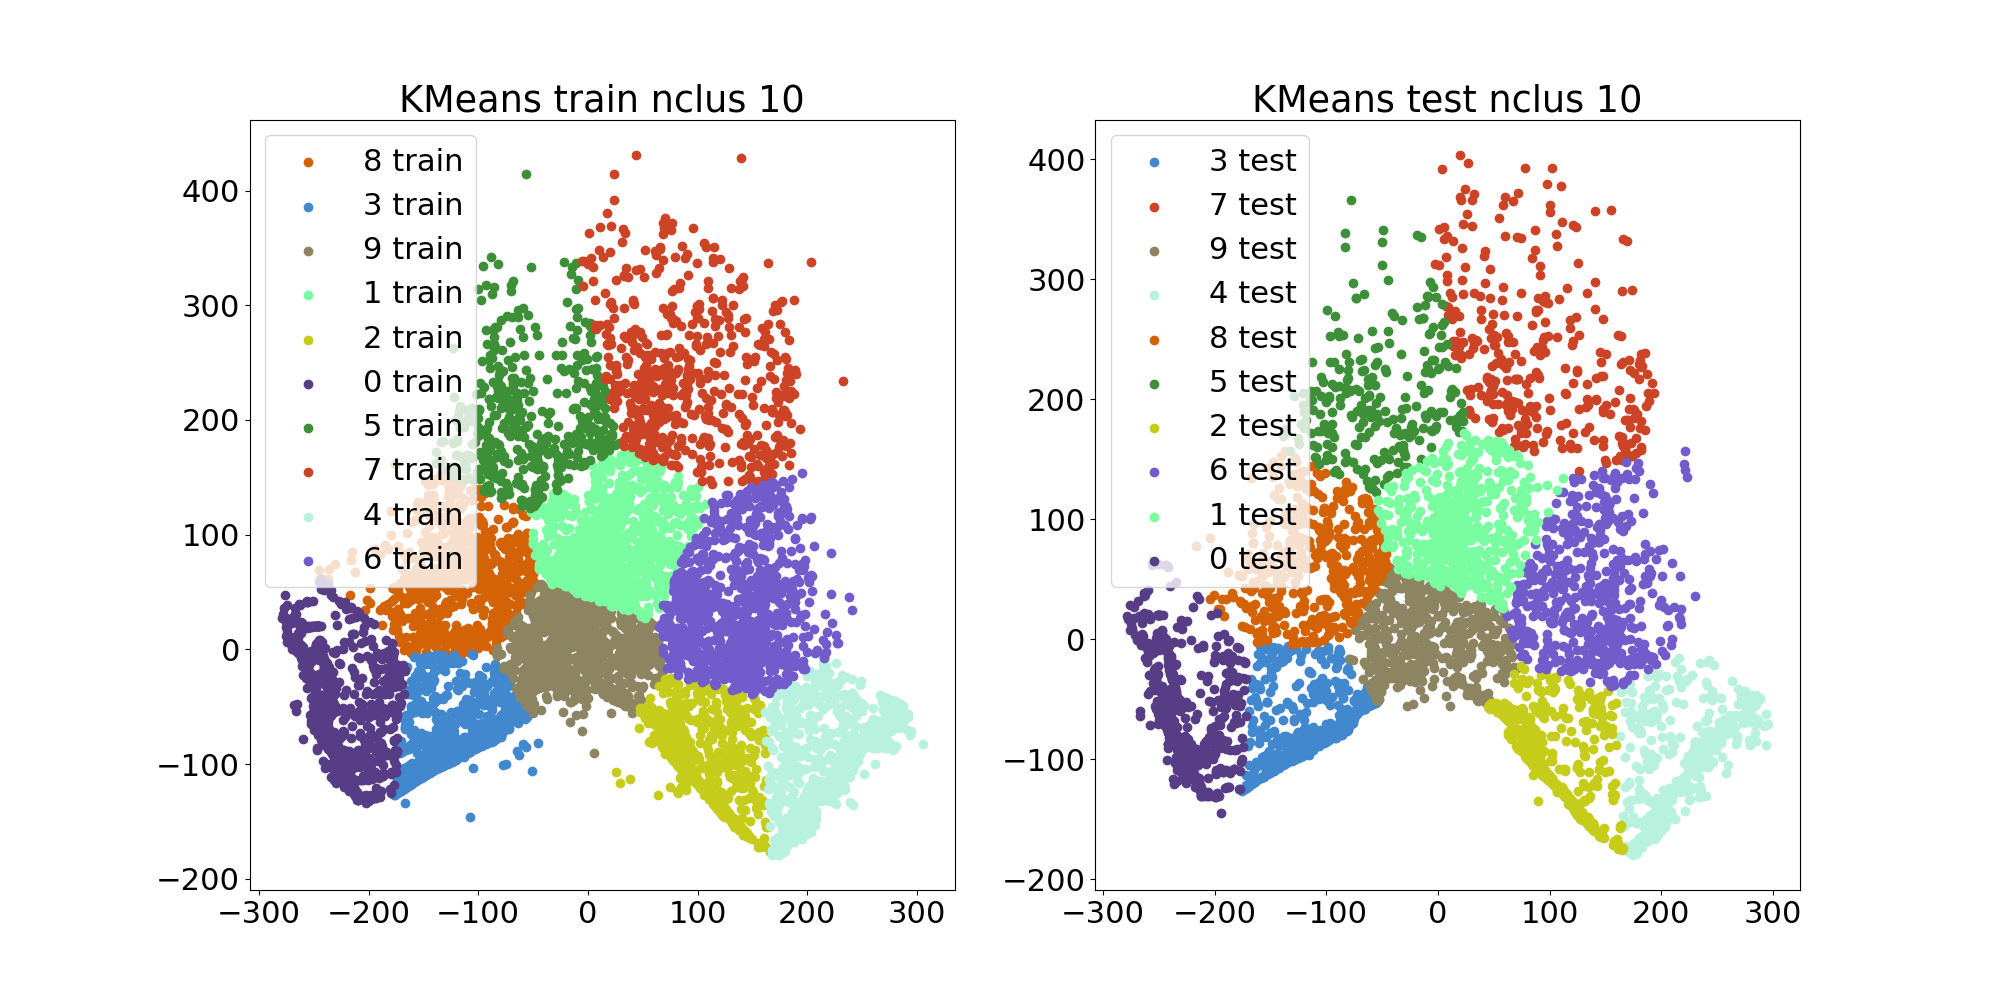 KMeans train nclus 10
8 train
3 train
9 train
1 train
2 train
0 train
5 train
7 train
4 train
6 train
400
300
200
100
0
−100
−200
−300 −200 −100 0 100 200 300
KMeans test nclus 10
3 test
7 test
9 test
4 test
8 test
5 test
2 test
6 test
1 test
0 test
400
300
200
100
0
−100
−200
−300 −200 −100 0 100 200 300